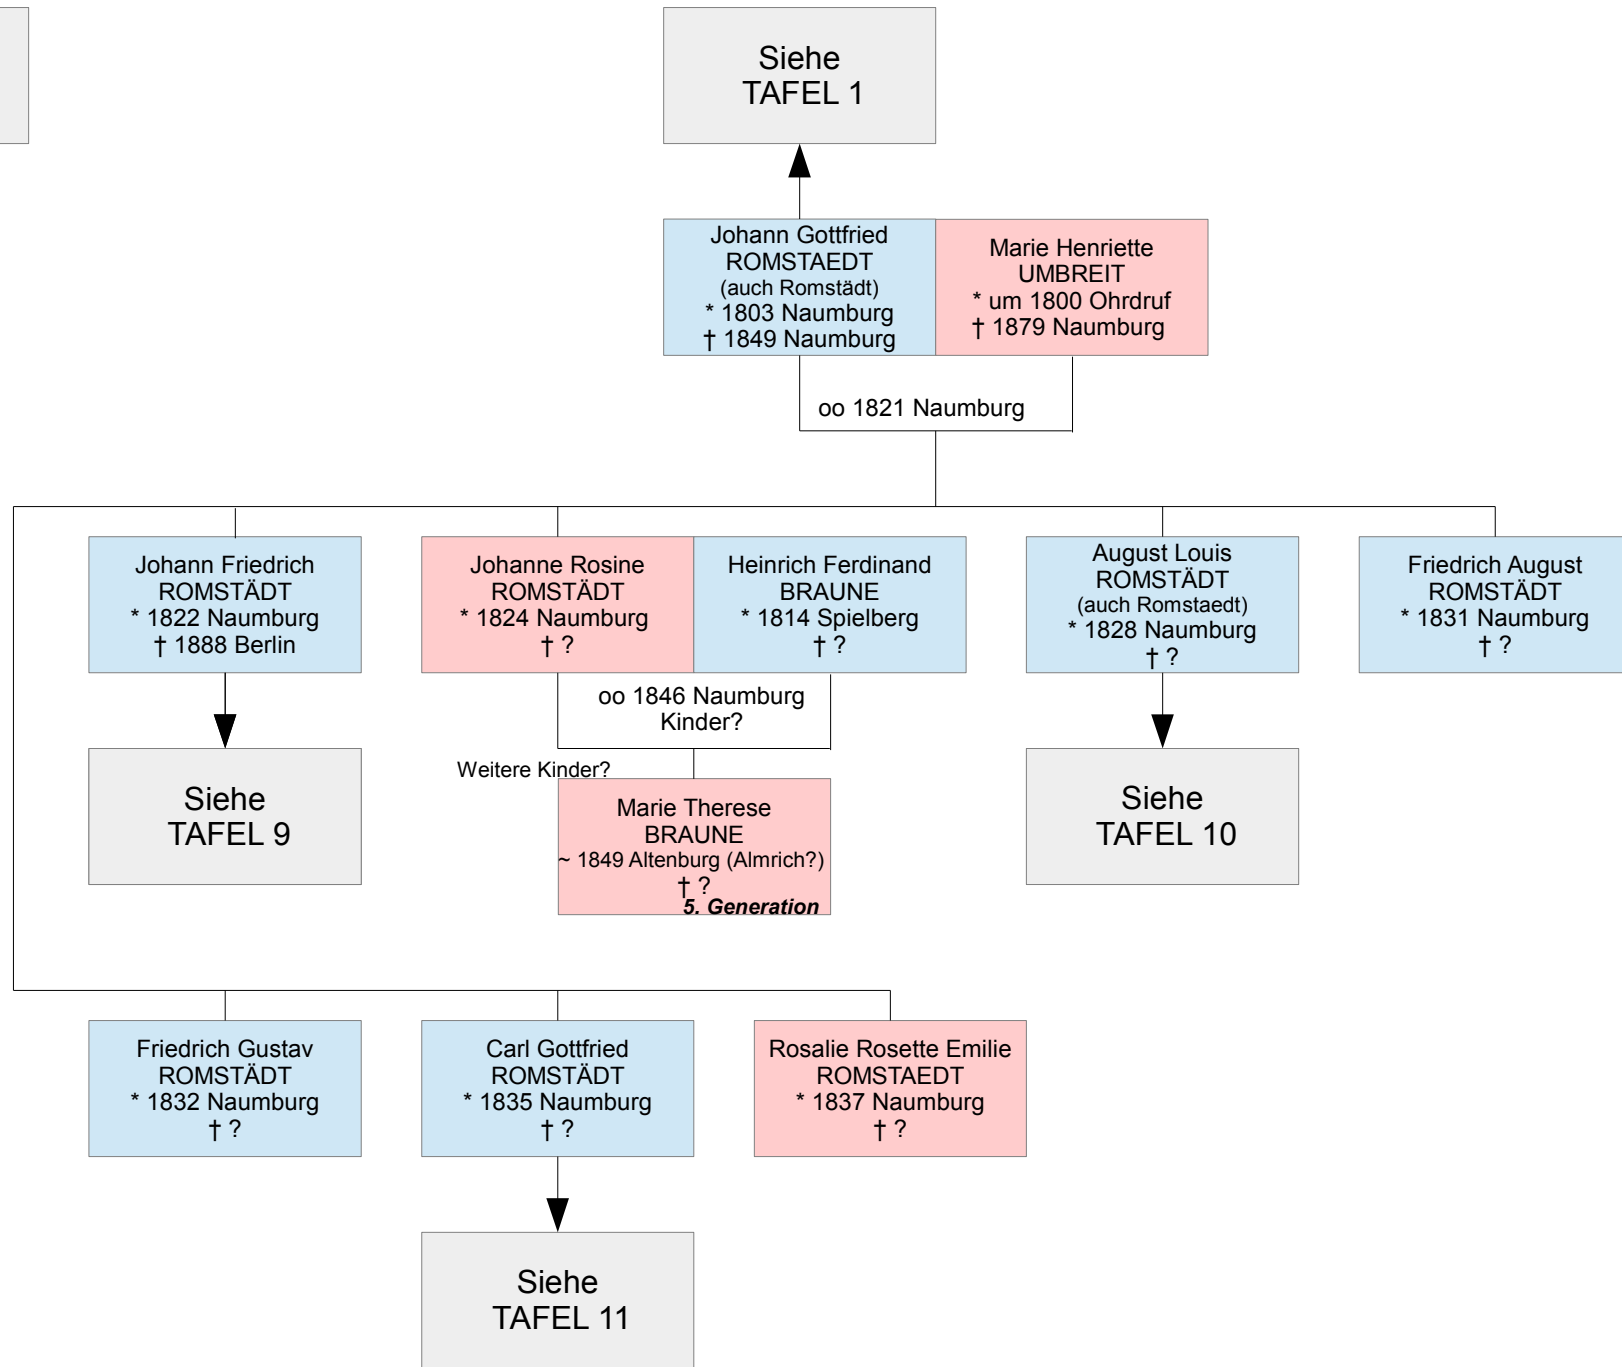 Siehe
TAFEL 1
Johann Gottfried
ROMSTAEDT
(auch Romstädt)
* 1803 Naumburg
† 1849 Naumburg
Marie Henriette
UMBREIT
* um 1800 Ohrdruf
† 1879 Naumburg
oo 1821 Naumburg
Johann Friedrich
ROMSTÄDT
* 1822 Naumburg
† 1888 Berlin
Johanne Rosine
ROMSTÄDT
* 1824 Naumburg
† ?
Heinrich Ferdinand
BRAUNE
* 1814 Spielberg
† ?
August Louis
ROMSTÄDT
(auch Romstaedt)
* 1828 Naumburg
† ?
Friedrich August
ROMSTÄDT
* 1831 Naumburg
† ?
oo 1846 Naumburg
Kinder?
Weitere Kinder?
Siehe
TAFEL 9
Marie Therese
BRAUNE
~ 1849 Altenburg (Almrich?)
† ?
5. Generation
Siehe
TAFEL 10
Friedrich Gustav
ROMSTÄDT
* 1832 Naumburg
† ?
Carl Gottfried
ROMSTÄDT
* 1835 Naumburg
† ?
Rosalie Rosette Emilie
ROMSTAEDT
* 1837 Naumburg
† ?
Siehe
TAFEL 11